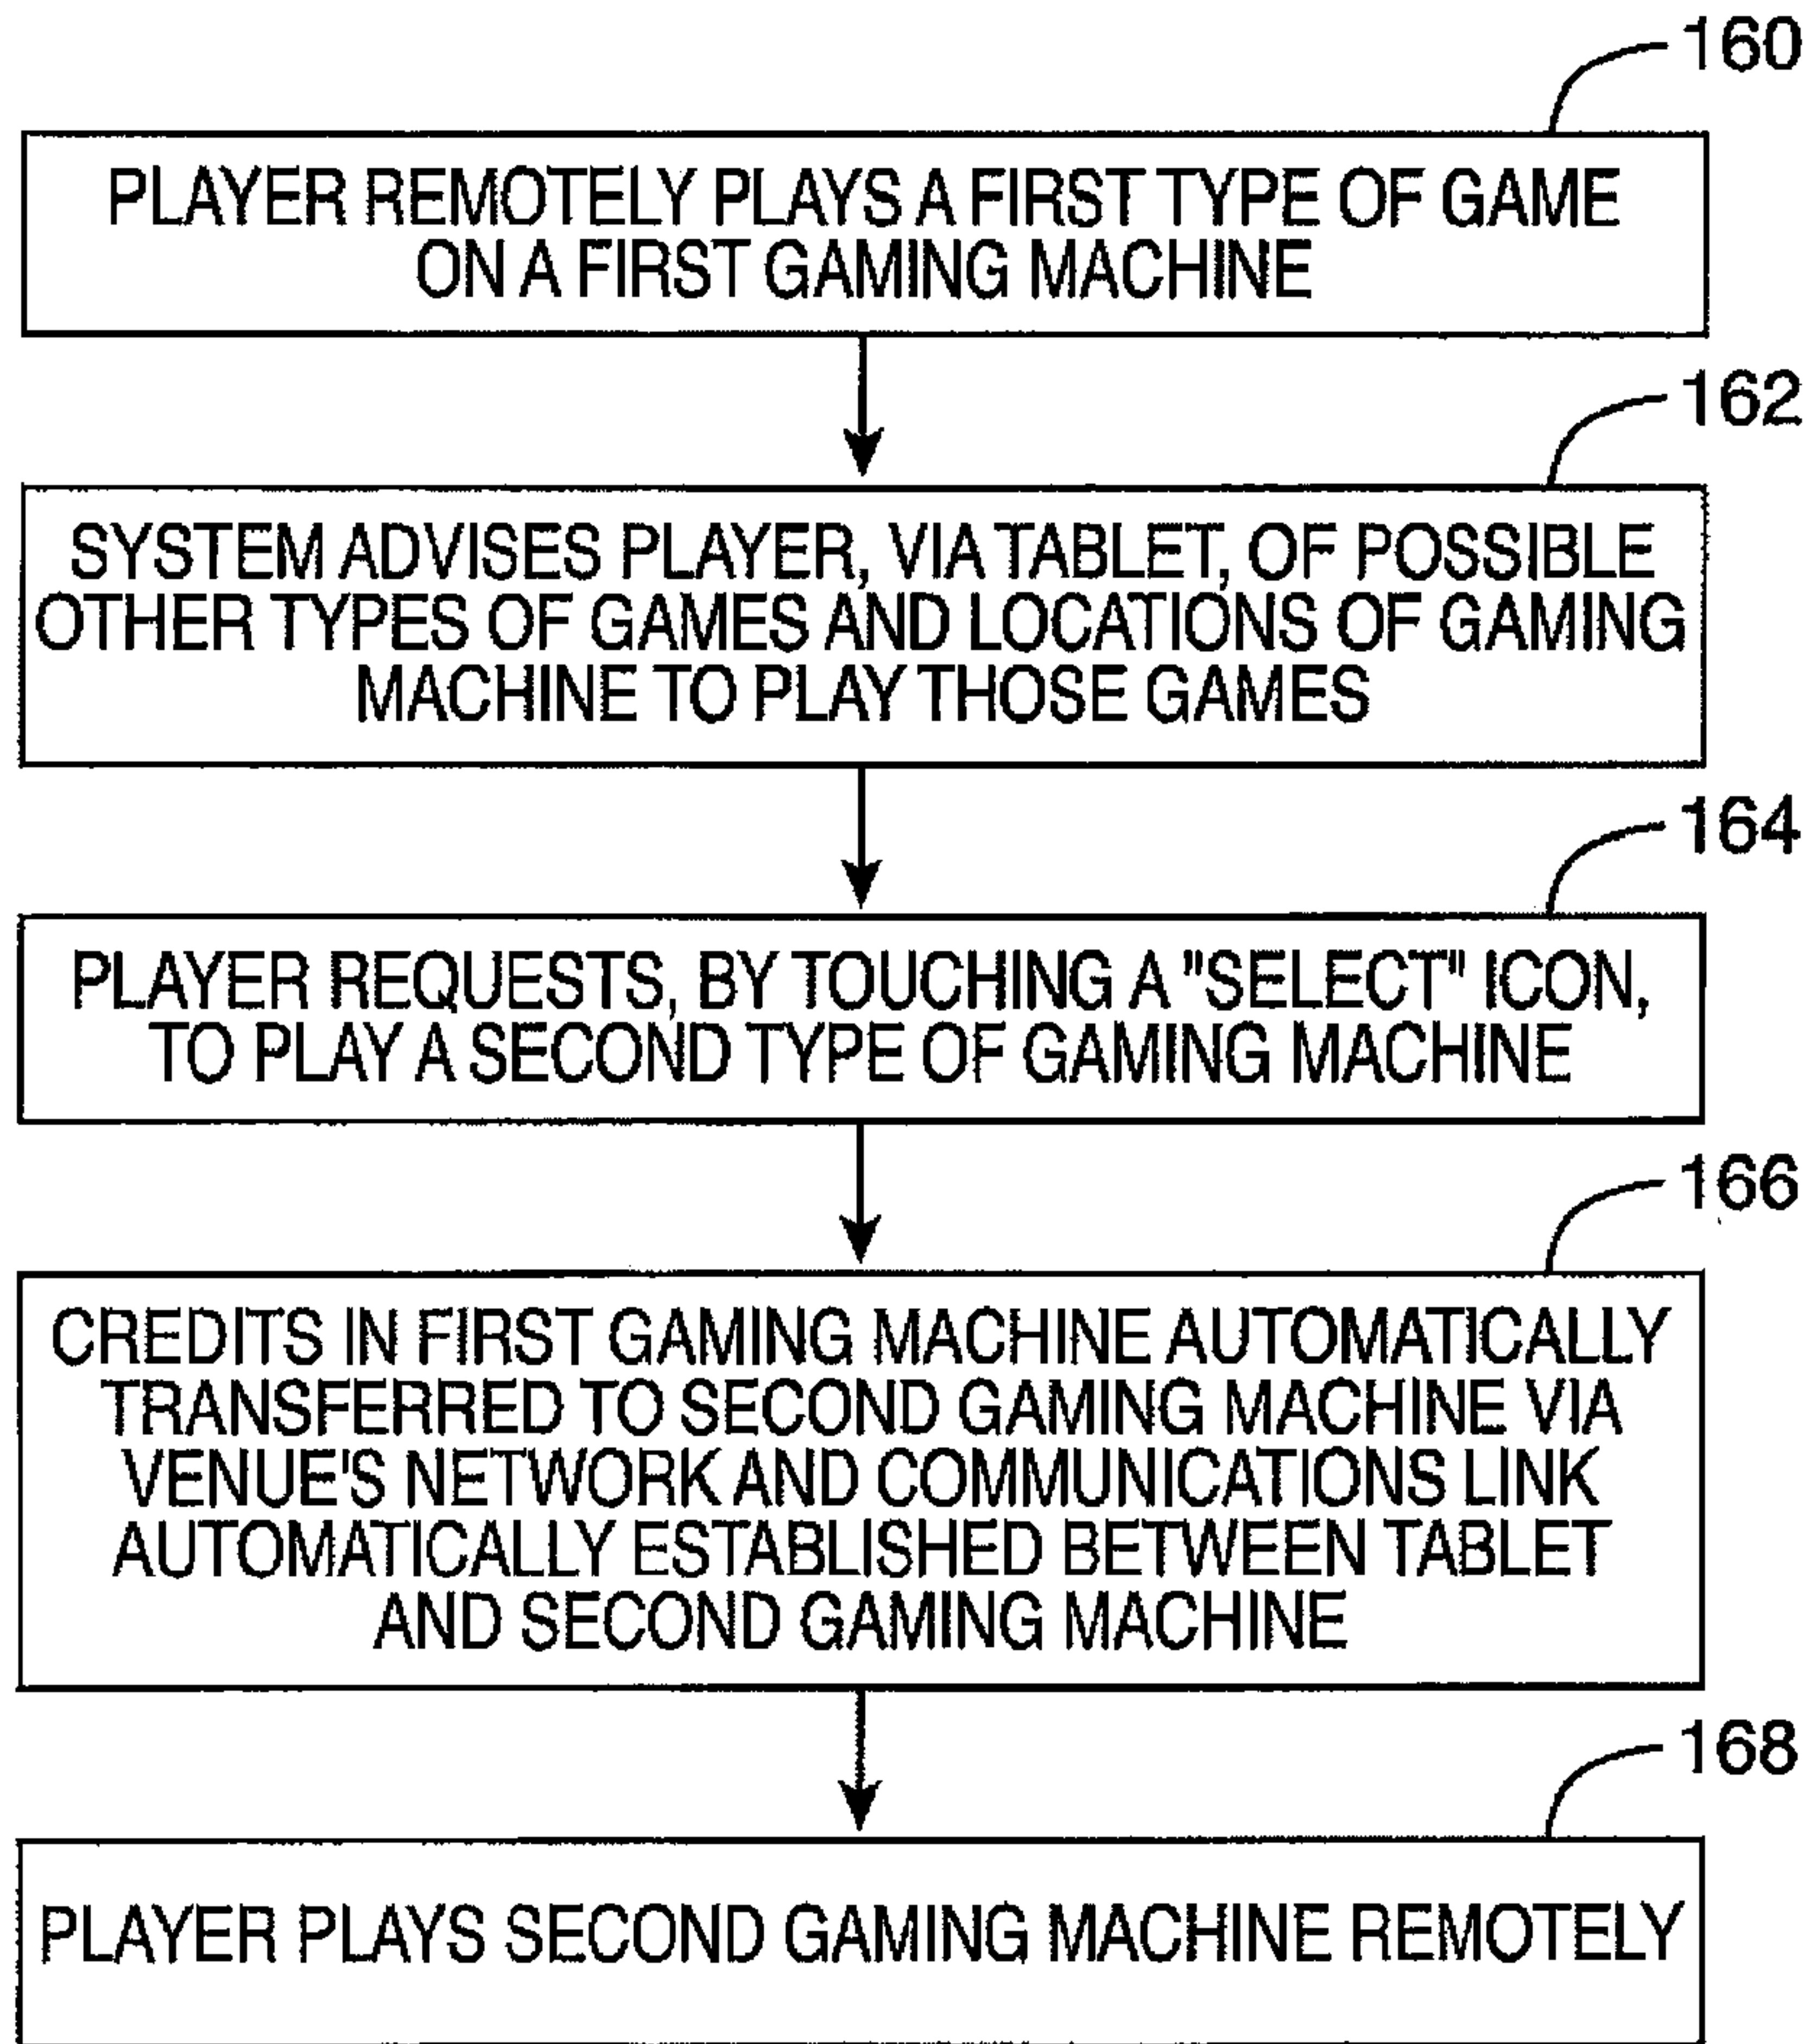 160
PLAYER REMOTELY PLAYS A FIRST TYPE OF GAME
ON A FIRST GAMING MACHINE
162
SYSTEM ADVISES PLAYER, VIA TABLET, OF POSSIBLE
OTHER TYPES OF GAMES AND LOCATIONS OF GAMING
MACHINE TO PLAY THOSE GAMES
164
PLAYER REQUESTS, BY TOUCHING A "SELECT" ICON,
TO PLAY A SECOND TYPE OF GAMING MACHINE
166
CREDITS IN FIRST GAMING MACHINE AUTOMATICALLY
TRANSFERRED TO SECOND GAMING MACHINE VIA
VENUE'S NETWORK AND COMMUNICATIONS LINK
AUTOMATICALLY ESTABLISHED BETWEEN TABLET
AND SECOND GAMING MACHINE
168
PLAYER PLAYS SECOND GAMING MACHINE REMOTELY